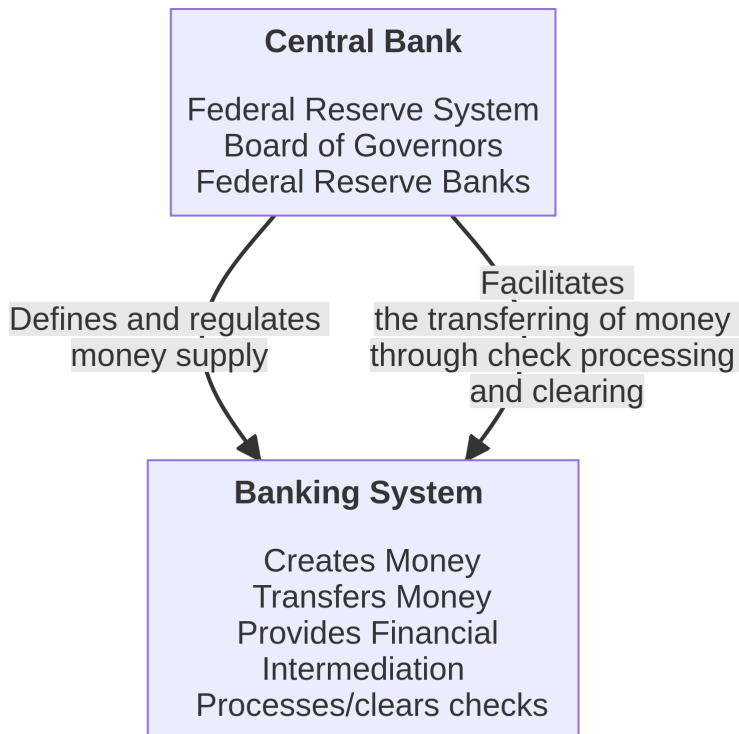 Central Bank
Federal Reserve System
Board of Governors
Federal Reserve Banks
Defines and regulates
money supply
Facilitates
the transferring of money
through check processing
and clearing
Banking System
Creates Money
Transfers Money
Provides Financial
Intermediation
Processes/clears checks